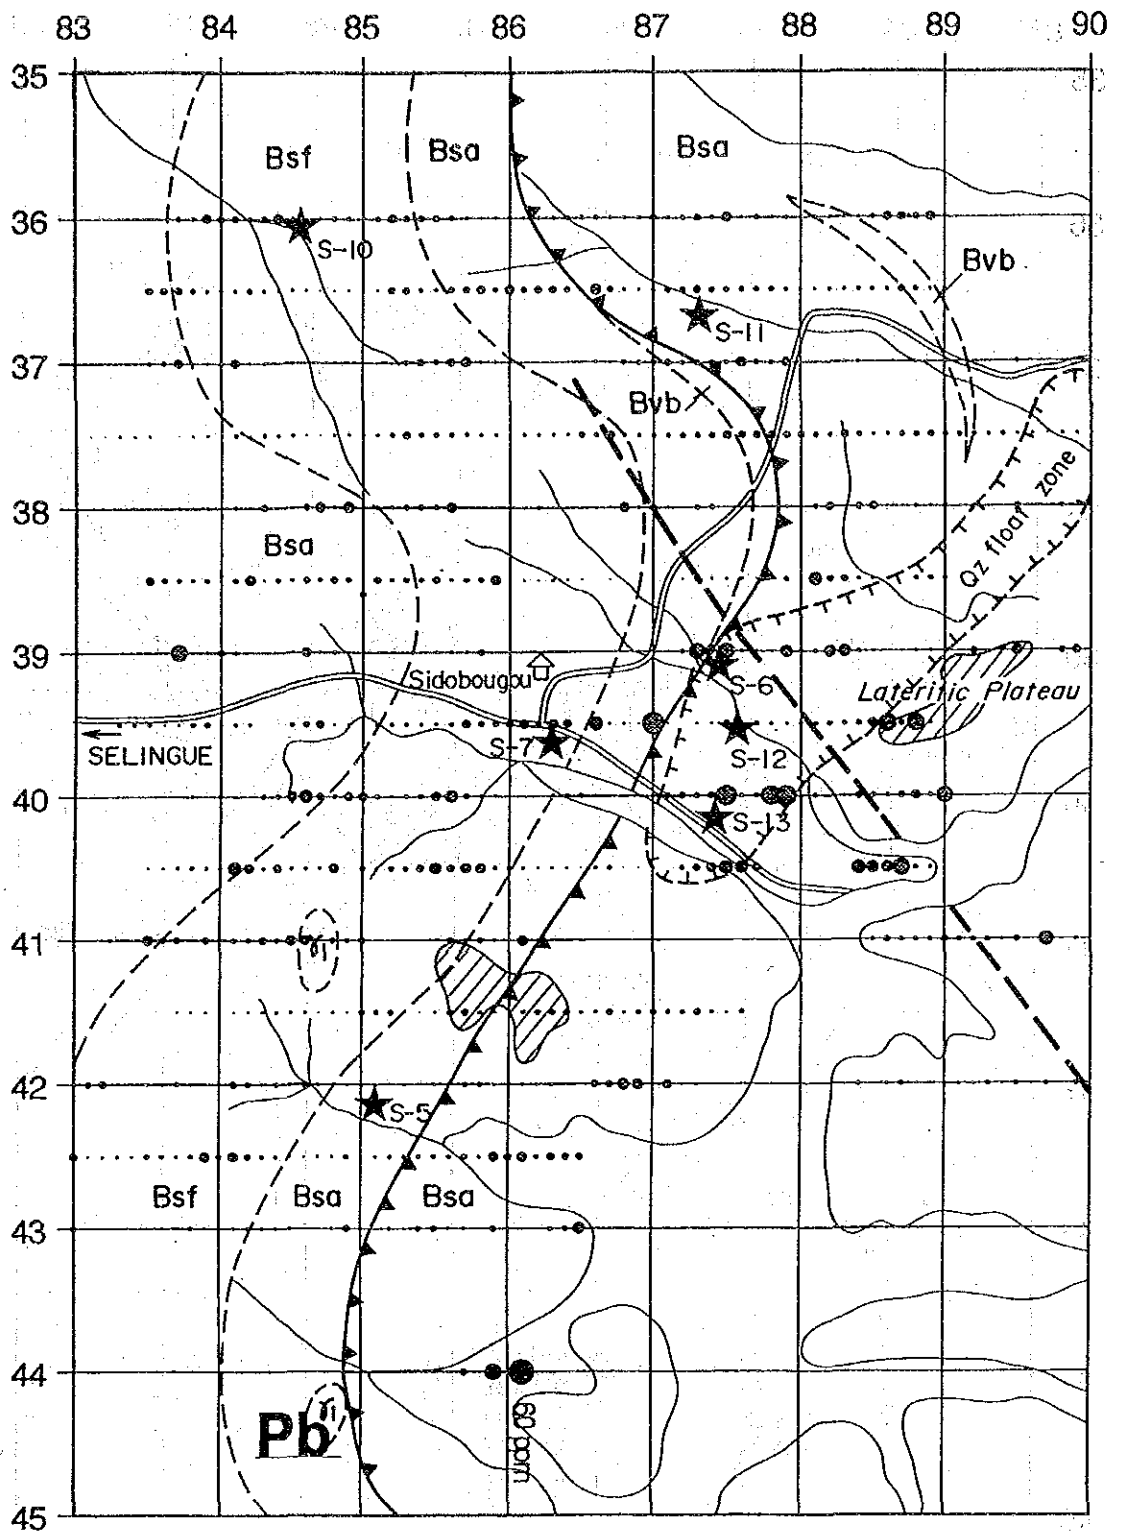 83 84 85 86 87 88 89 90
35
Bsf Bsa Bsa
36
S-10
Bvb
S-11
37
Bvb
Qz float zone
38
Bsa
39
Sidobougou
S-6
Lateritic Plateau
S-7
SELINGUE
S-12
40
S-13
41
γ1
42
S-5
Bsf Bsa Bsa
43
44
γ1
Pb
60 ppm
45